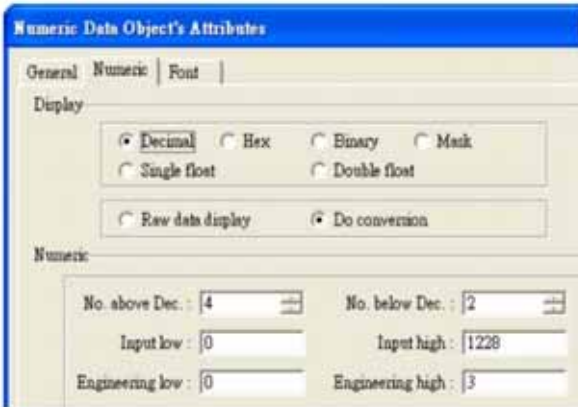 Numeric Data Object's Attributes
General Numeric Font
Display
Decimal Hex Binary Mask
Single float Double float
Raw data display Do conversion
Numeric
No. above Dec. : 4 No. below Dec. : 2
Input low : 0 Input high : 1228
Engineering low : 0 Engineering high : 3